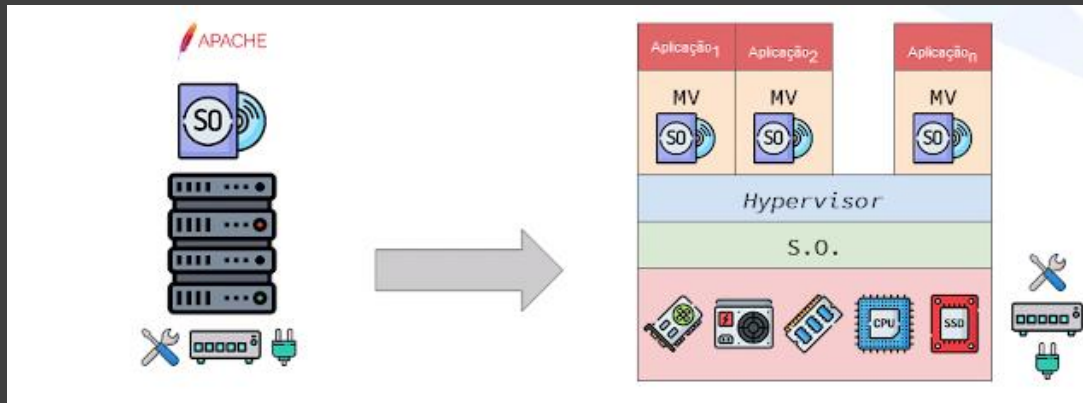 APACHE
SO
Aplicação1 Aplicação2 Aplicaçãon
MV MV MV
SO SO SO
Hypervisor
S.O.
CPU SSD